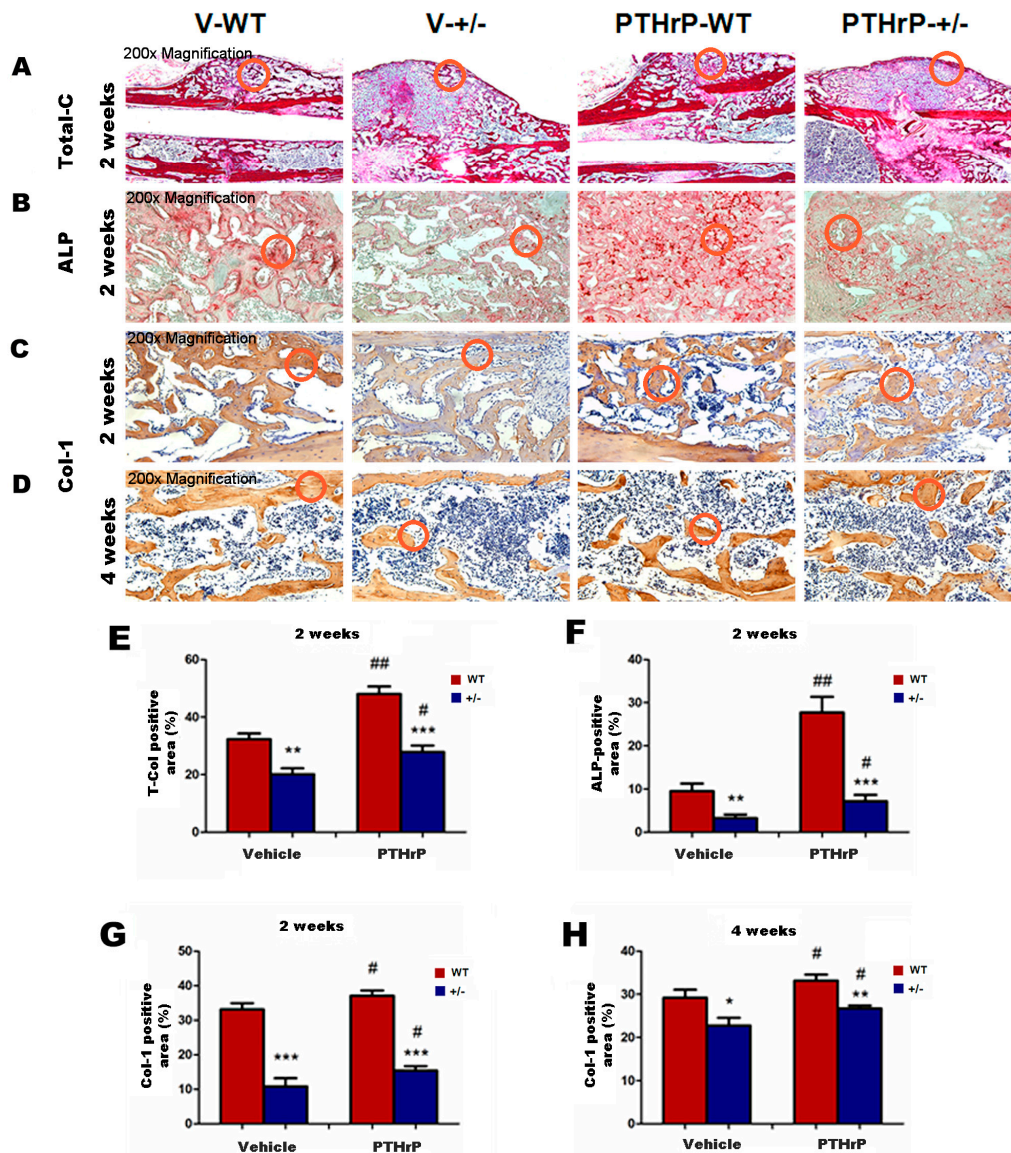 V-WT V-+/- PTHrP-WT PTHrP-+/-
A Total-C 2 weeks 200x Magnification
B ALP 2 weeks 200x Magnification
C Col-1 2 weeks 200x Magnification
D 4 weeks 200x Magnification
E 2 weeks
T-Col positive
area (%)
60
40
20
0
**
##
#
***
WT
+/-
Vehicle PTHrP
F 2 weeks
ALP-positive
area (%)
40
30
20
10
0
**
##
#
***
WT
+/-
Vehicle PTHrP
G 2 weeks
Col-1 positive
area (%)
50
40
30
20
10
0
***
#
#
***
WT
+/-
Vehicle PTHrP
H 4 weeks
Col-1 positive
area (%)
40
30
20
10
0
*
#
#
**
WT
+/-
Vehicle PTHrP